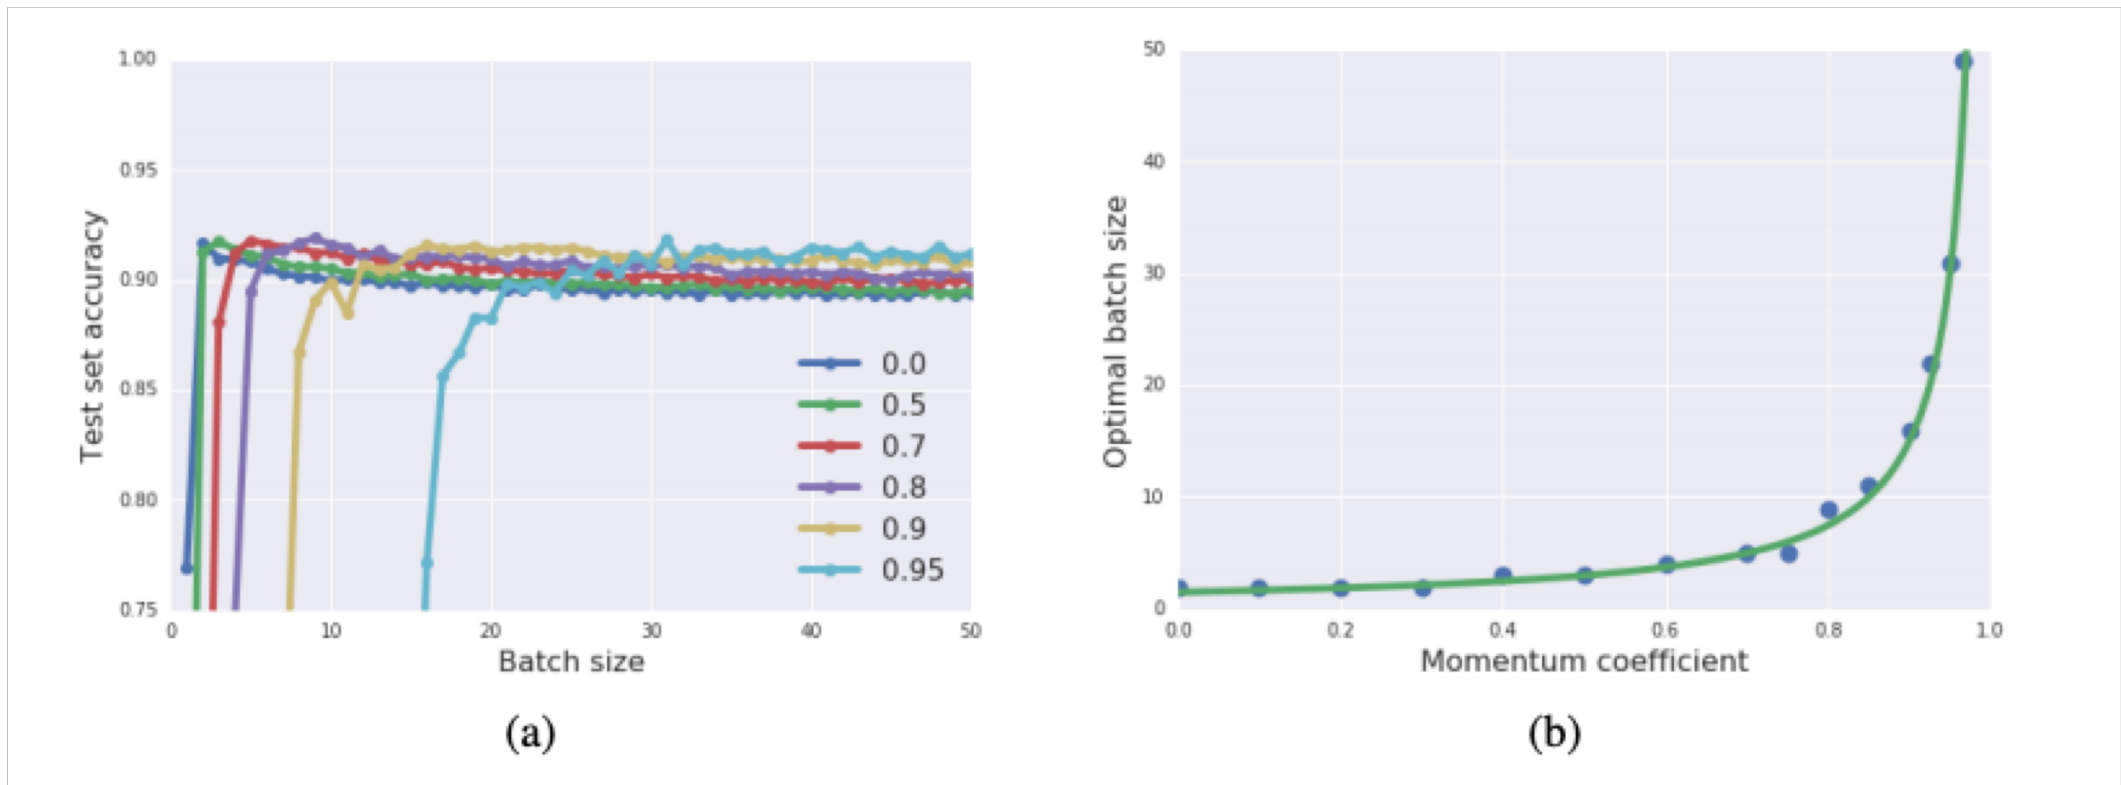 1.00
0.95
0.90
0.85
0.80
0.75
0 10 20 30 40 50
Test set accuracy
Batch size
0.0
0.5
0.7
0.8
0.9
0.95
(a)
50
40
30
20
10
0
0.0 0.2 0.4 0.6 0.8 1.0
Optimal batch size
Momentum coefficient
(b)